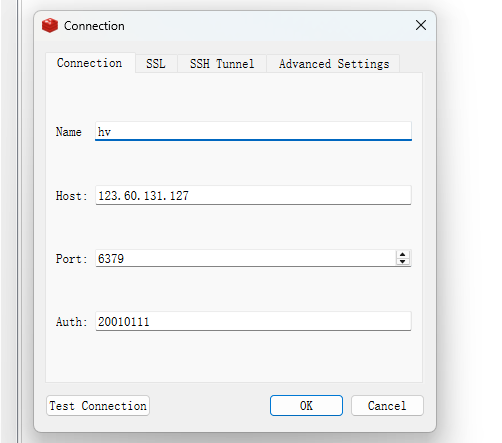 Connection
Connection SSL SSH Tunnel Advanced Settings
Name hv
Host: 123.60.131.127
Port: 6379
Auth: 20010111
Test Connection OK Cancel